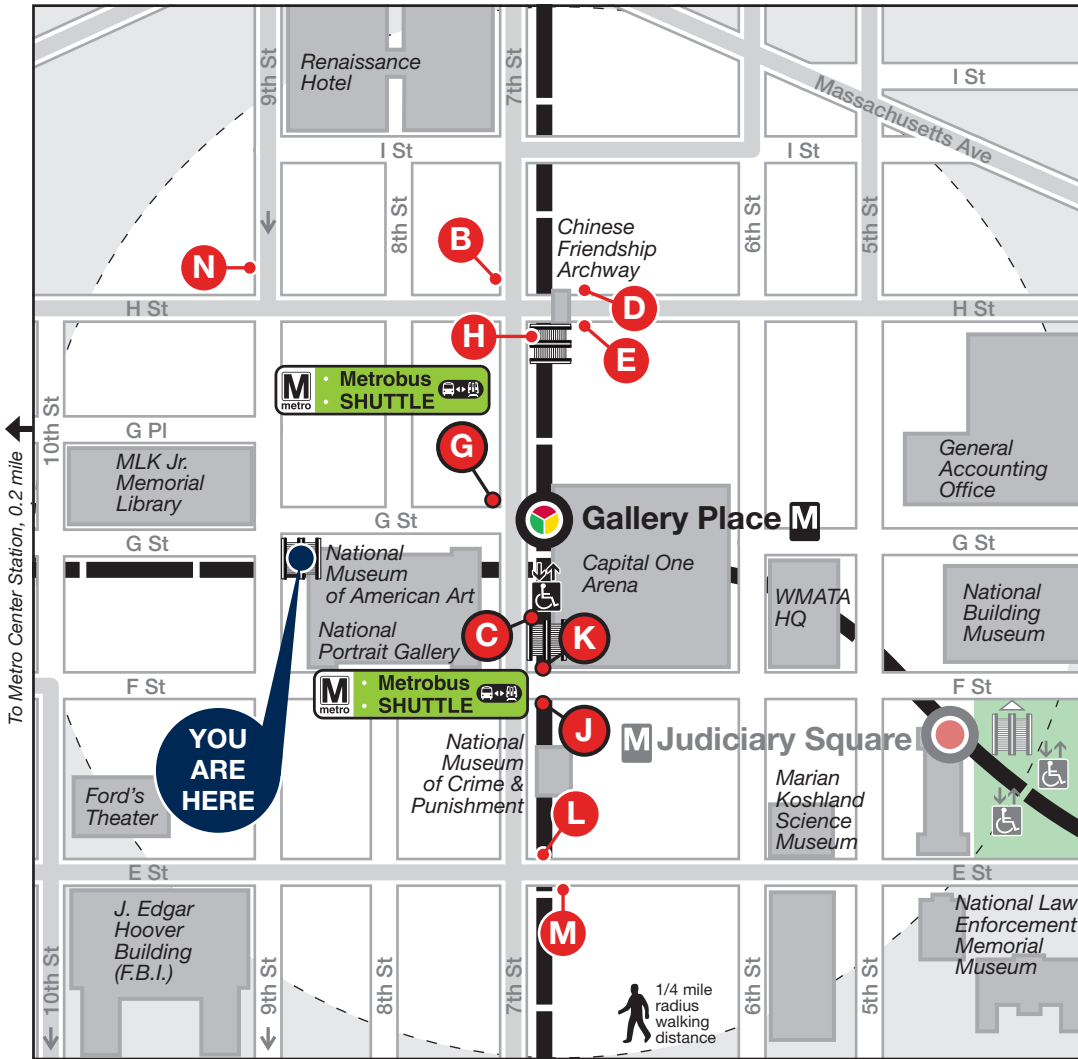 9th St
Renaissance
Hotel
7th St
I St
Massachusetts Ave
I St
I St
8th St
6th St
5th St
Chinese
Friendship
Archway
N
B
D
H St
H St
H
E
M
metro
• Metrobus
• SHUTTLE
10th St
G Pl
To Metro Center Station, 0.2 mile
MLK Jr.
Memorial
Library
G
General
Accounting
Office
Gallery Place M
G St
G St
G St
National
Museum
of American Art
National
Portrait Gallery
Capital One
Arena
WMATA
HQ
National
Building
Museum
C
K
F St
F St
M
metro
• Metrobus
• SHUTTLE
YOU
ARE
HERE
J
M Judiciary Square
National
Museum
of Crime &
Punishment
Ford's
Theater
Marian
Koshland
Science
Museum
L
E St
E St
J. Edgar
Hoover
Building
(F.B.I.)
M
National Law
Enforcement
Memorial
Museum
10th St
9th St
8th St
7th St
6th St
5th St
1/4 mile
radius
walking
distance